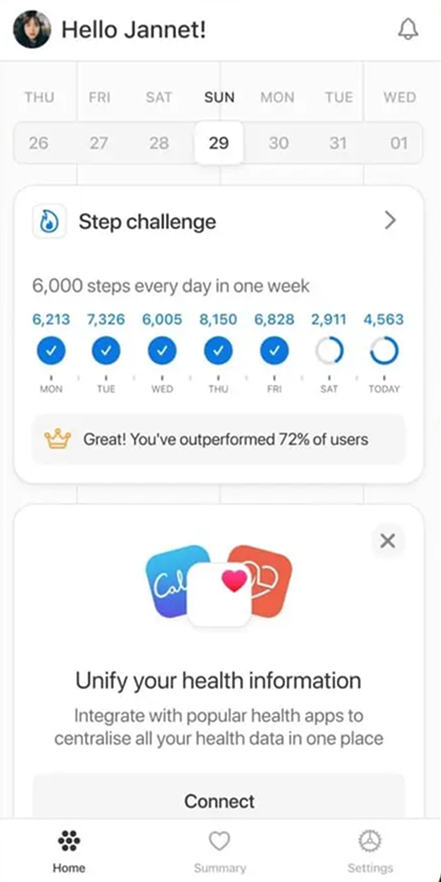 Hello Jannet!
THU FRI SAT SUN MON TUE WED
26 27 28 29 30 31 01
Step challenge
6,000 steps every day in one week
6,213 7,326 6,005 8,150 6,828 2,911 4,563
MON TUE WED THU FRI SAT TODAY
Great! You've outperformed 72% of users
Cal
Unify your health information
Integrate with popular health apps to
centralise all your health data in one place
Connect
Home Summary Settings